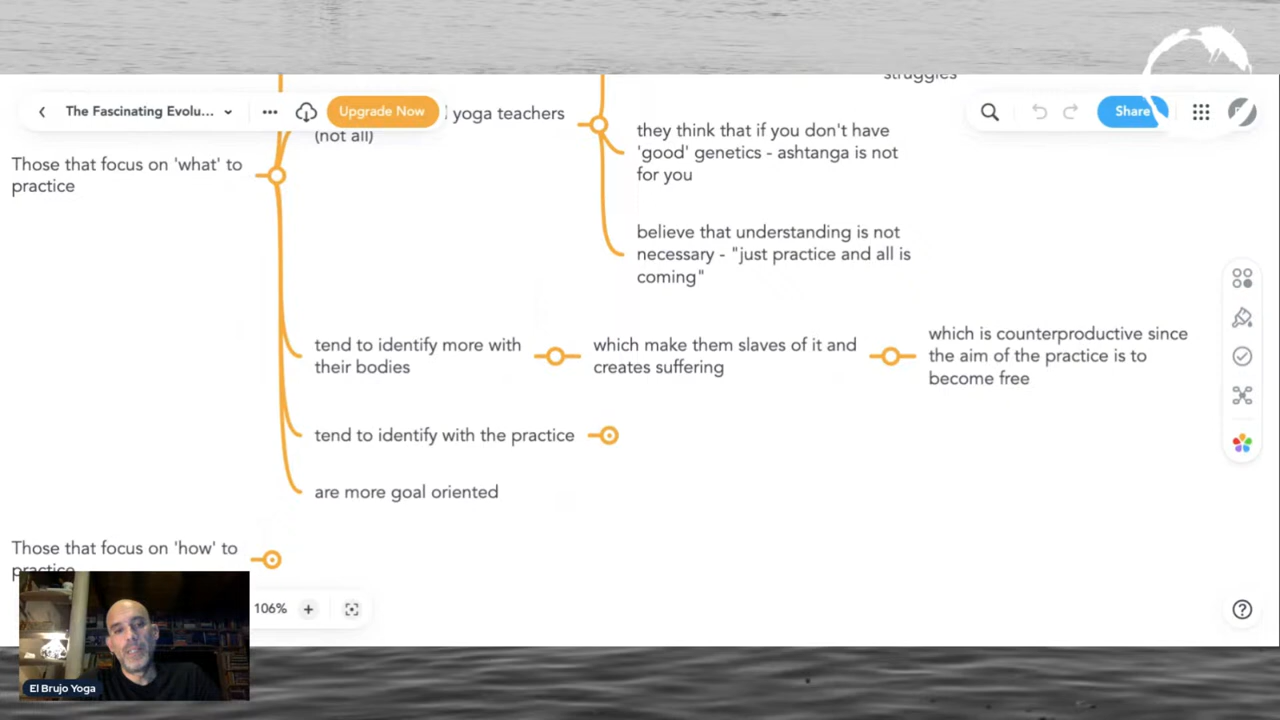 struggles
The Fascinating Evolu...
Upgrade Now
yoga teachers
(not all)
Share
they think that if you don't have
'good' genetics - ashtanga is not
for you
Those that focus on 'what' to
practice
believe that understanding is not
necessary - "just practice and all is
coming"
tend to identify more with
their bodies
which make them slaves of it and
creates suffering
which is counterproductive since
the aim of the practice is to
become free
tend to identify with the practice
are more goal oriented
Those that focus on 'how' to
practice
106%
El Brujo Yoga